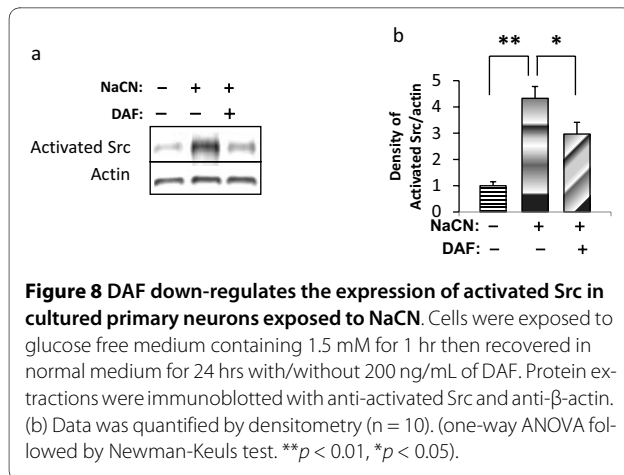 a
NaCN: – + +
DAF: – – +
Activated Src
Actin
b
** *
Density of
Activated Src/actin
5
4
3
2
1
0
NaCN: – + +
DAF: – – +
Figure 8 DAF down-regulates the expression of activated Src in
cultured primary neurons exposed to NaCN. Cells were exposed to
glucose free medium containing 1.5 mM for 1 hr then recovered in
normal medium for 24 hrs with/without 200 ng/mL of DAF. Protein ex-
tractions were immunoblotted with anti-activated Src and anti-β-actin.
(b) Data was quantified by densitometry (n = 10). (one-way ANOVA fol-
lowed by Newman-Keuls test. **p < 0.01, *p < 0.05).